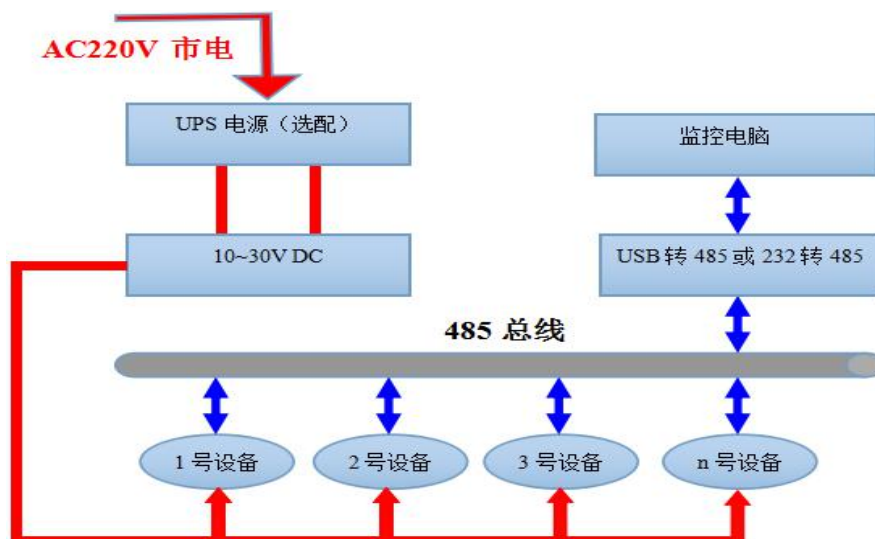 AC220V 市电
UPS 电源（选配）
监控电脑
10~30V DC
USB 转 485 或 232 转 485
485 总线
1 号设备
2 号设备
3 号设备
n 号设备